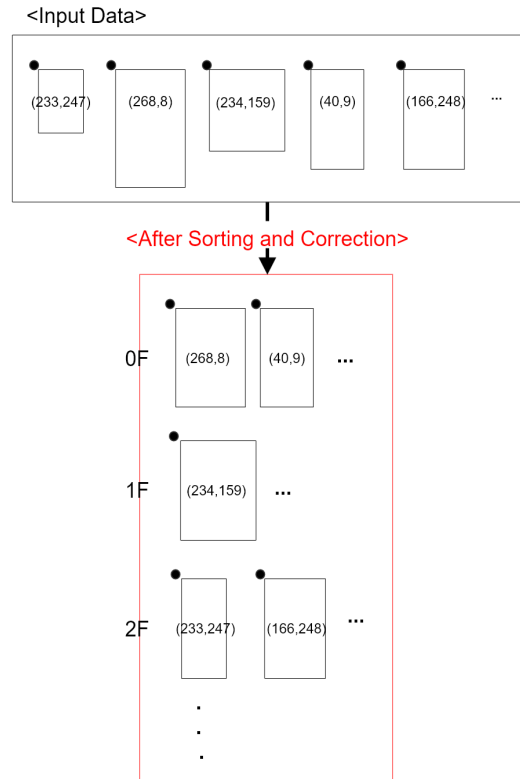 <Input Data>
(233,247) (268,8) (234,159) (40,9) (166,248) ...
<After Sorting and Correction>
0F (268,8) (40,9) ...
1F (234,159) ...
2F (233,247) (166,248) ...
.
.
.